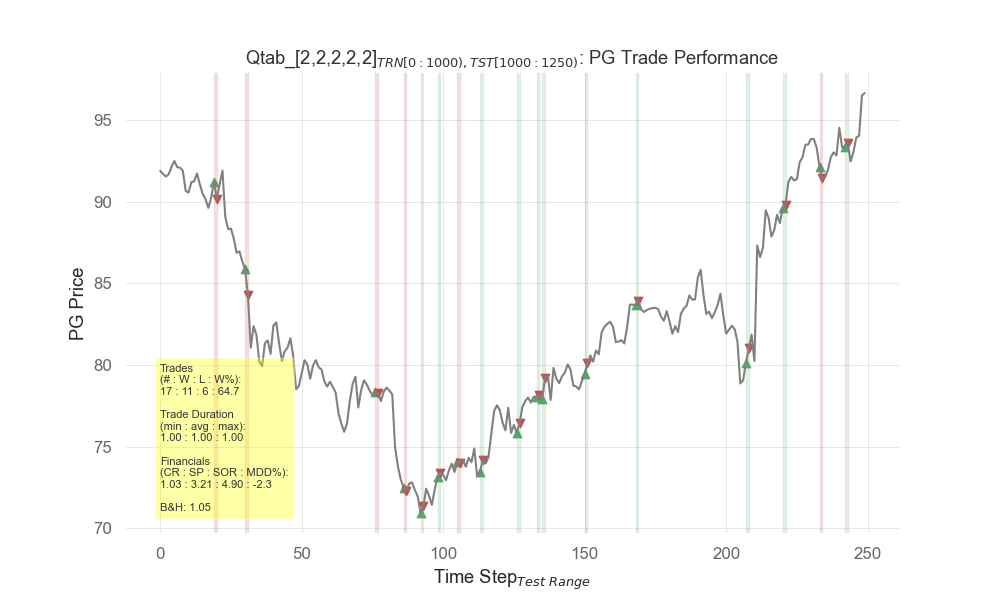 Qtab_[2,2,2,2,2]TRN[0 : 1000), TST[1000 : 1250) : PG Trade Performance
PG Price
95
90
85
80
75
70
Trades
(# : W : L : W%):
17 : 11 : 6 : 64.7
Trade Duration
(min : avg : max):
1.00 : 1.00 : 1.00
Financials
(CR : SP : SOR : MDD%):
1.03 : 3.21 : 4.90 : -2.3
B&H: 1.05
0 50 100 150 200 250
Time StepTest Range